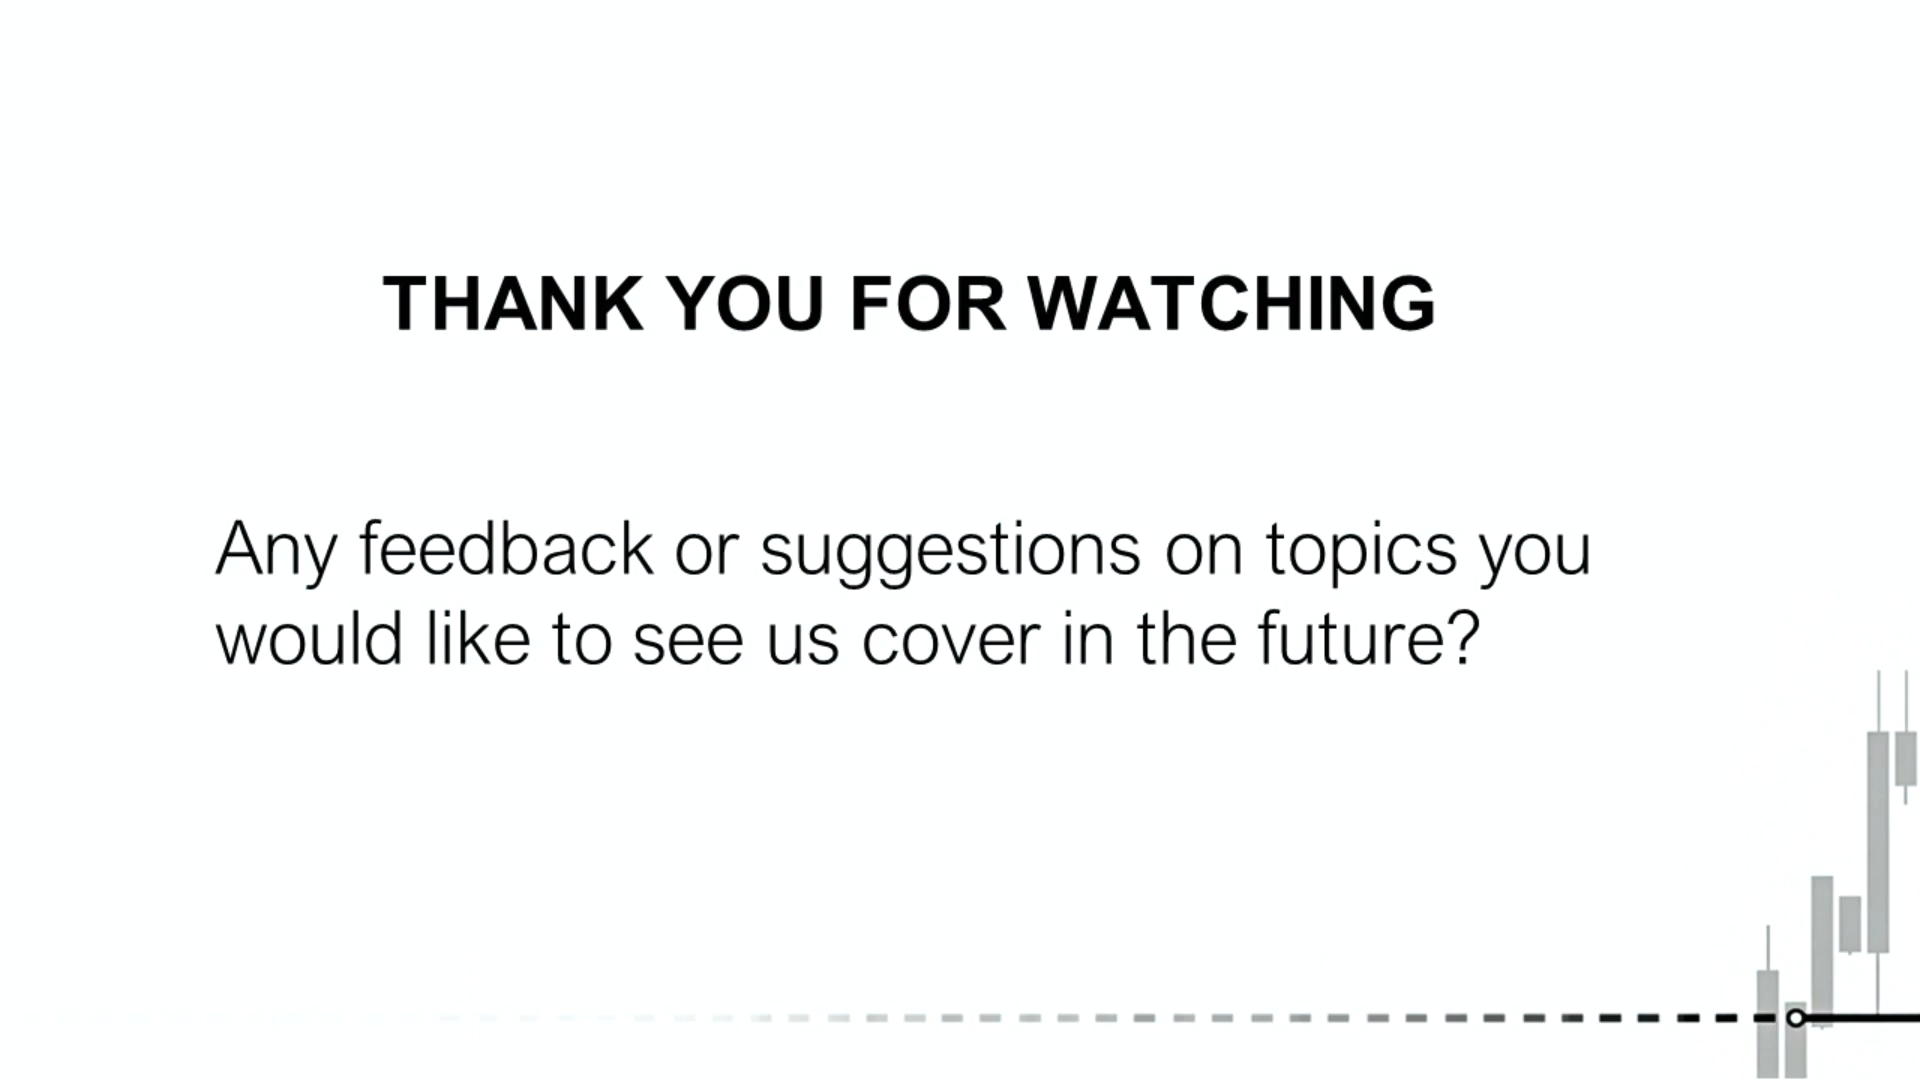 THANK YOU FOR WATCHING
Any feedback or suggestions on topics you
would like to see us cover in the future?